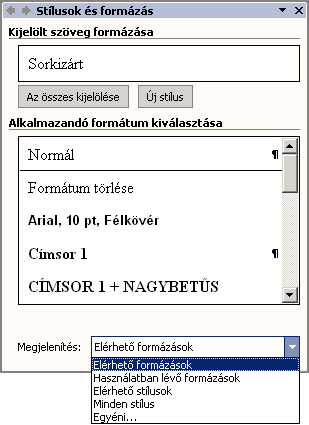 Stílusok és formázás
Kijelölt szöveg formázása
Sorkizárt
Az összes kijelölése
Új stílus
Alkalmazandó formátum kiválasztása
Normál ¶
Formátum törlése
Arial, 10 pt, Félkövér
Címsor 1 ¶
CÍMSOR 1 + NAGYBETŰS
Megjelenítés: Elérhető formázások
Elérhető formázások
Használatban lévő formázások
Elérhető stílusok
Minden stílus
Egyéni...